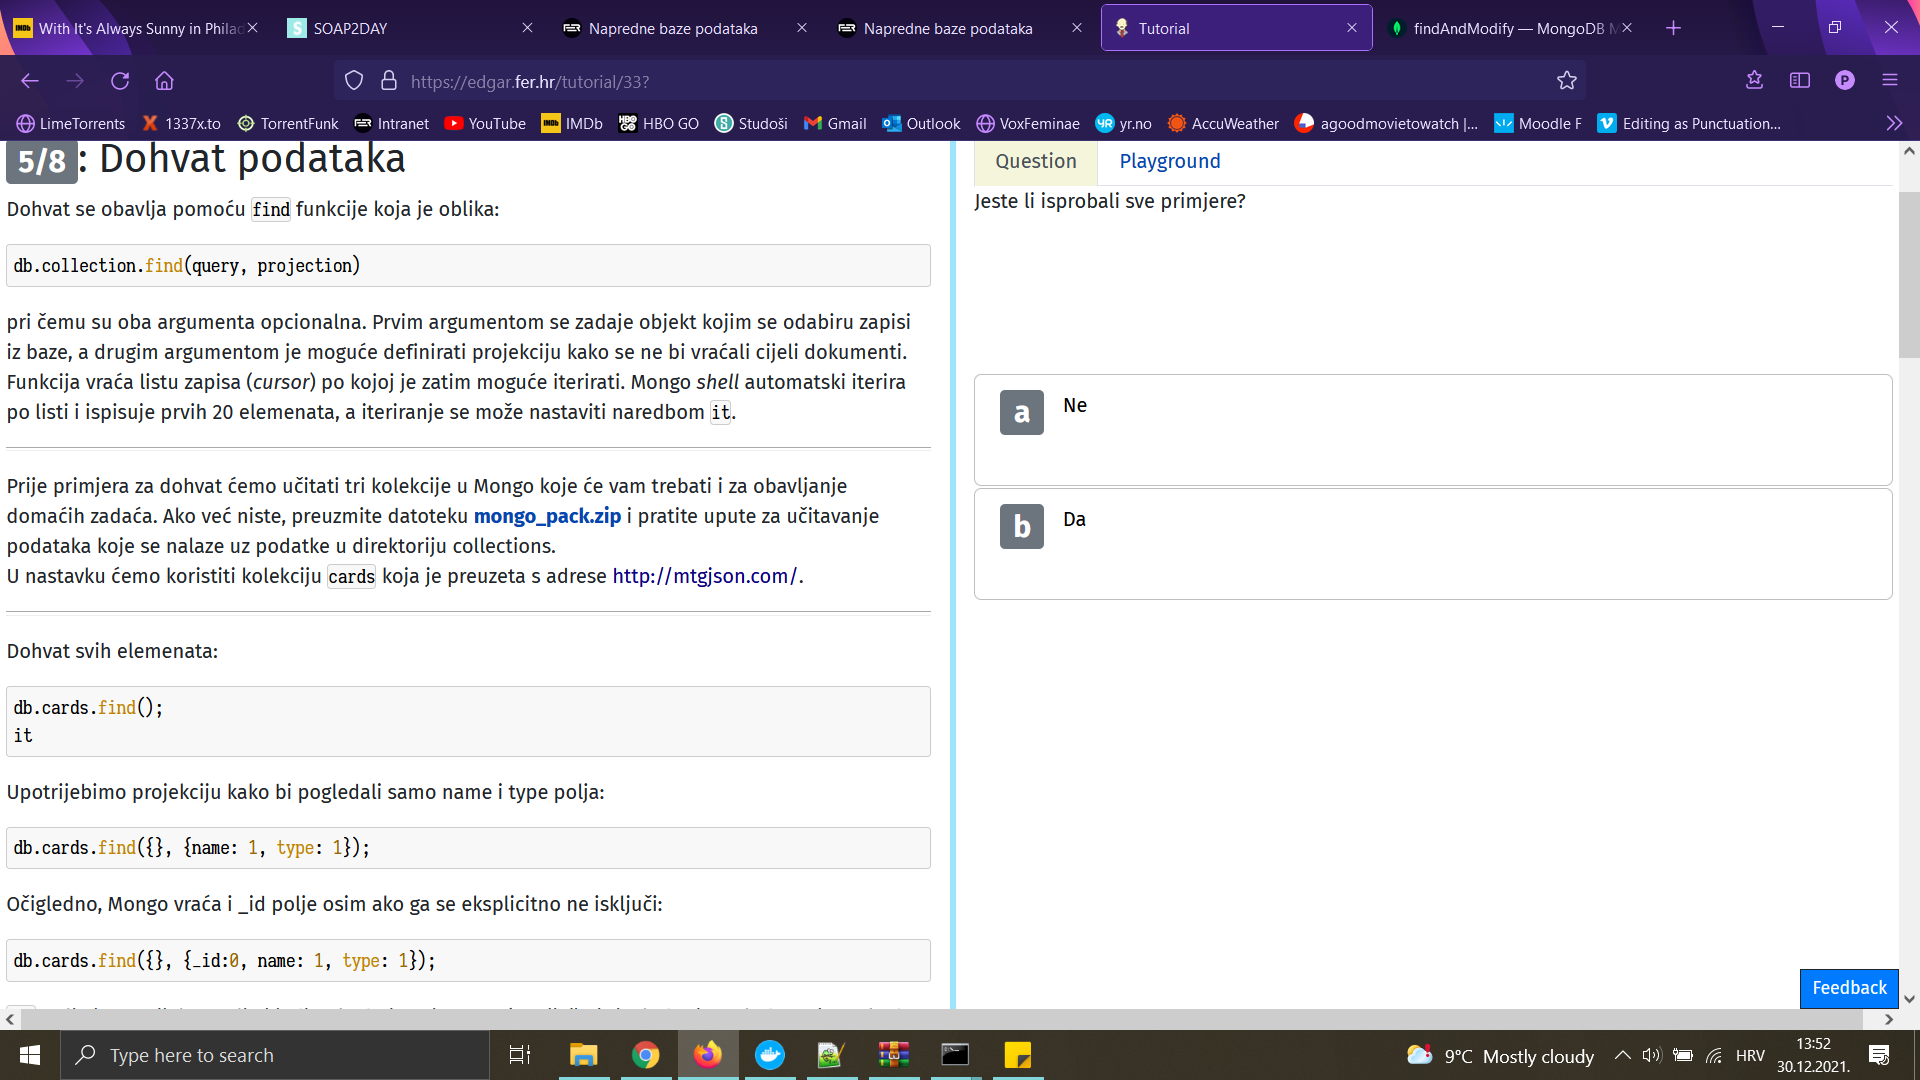 With It's Always Sunny in Philad
SOAP2DAY
Napredne baze podataka
Napredne baze podataka
Tutorial
findAndModify — MongoDB M
https://edgar.fer.hr/tutorial/33?
LimeTorrents
1337x.to
TorrentFunk
Intranet
YouTube
IMDb
HBO GO
Studoši
Gmail
Outlook
VoxFeminae
yr.no
AccuWeather
agoodmovietowatch |...
Moodle F
Editing as Punctuation...
5/8: Dohvat podataka
Dohvat se obavlja pomoću find funkcije koja je oblika:
db.collection.find(query, projection)
pri čemu su oba argumenta opcionalna. Prvim argumentom se zadaje objekt kojim se odabiru zapisi
iz baze, a drugim argumentom je moguće definirati projekciju kako se ne bi vraćali cijeli dokumenti.
Funkcija vraća listu zapisa (cursor) po kojoj je zatim moguće iterirati. Mongo shell automatski iterira
po listi i ispisuje prvih 20 elemenata, a iteriranje se može nastaviti naredbom it.
Prije primjera za dohvat ćemo učitati tri kolekcije u Mongo koje će vam trebati i za obavljanje
domaćih zadaća. Ako već niste, preuzmite datoteku mongo_pack.zip i pratite upute za učitavanje
podataka koje se nalaze uz podatke u direktoriju collections.
U nastavku ćemo koristiti kolekciju cards koja je preuzeta s adrese http://mtgjson.com/.
Dohvat svih elemenata:
db.cards.find();
it
Upotrijebimo projekciju kako bi pogledali samo name i type polja:
db.cards.find({}, {name: 1, type: 1});
Očigledno, Mongo vraća i _id polje osim ako ga se eksplicitno ne isključi:
db.cards.find({}, {_id:0, name: 1, type: 1});
Question
Playground
Jeste li isprobali sve primjere?
a
Ne
b
Da
Feedback
Type here to search
9°C Mostly cloudy
HRV
13:52
30.12.2021.